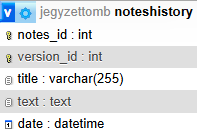 v jegyzettomb noteshistory
notes_id : int
version_id : int
title : varchar(255)
text : text
date : datetime